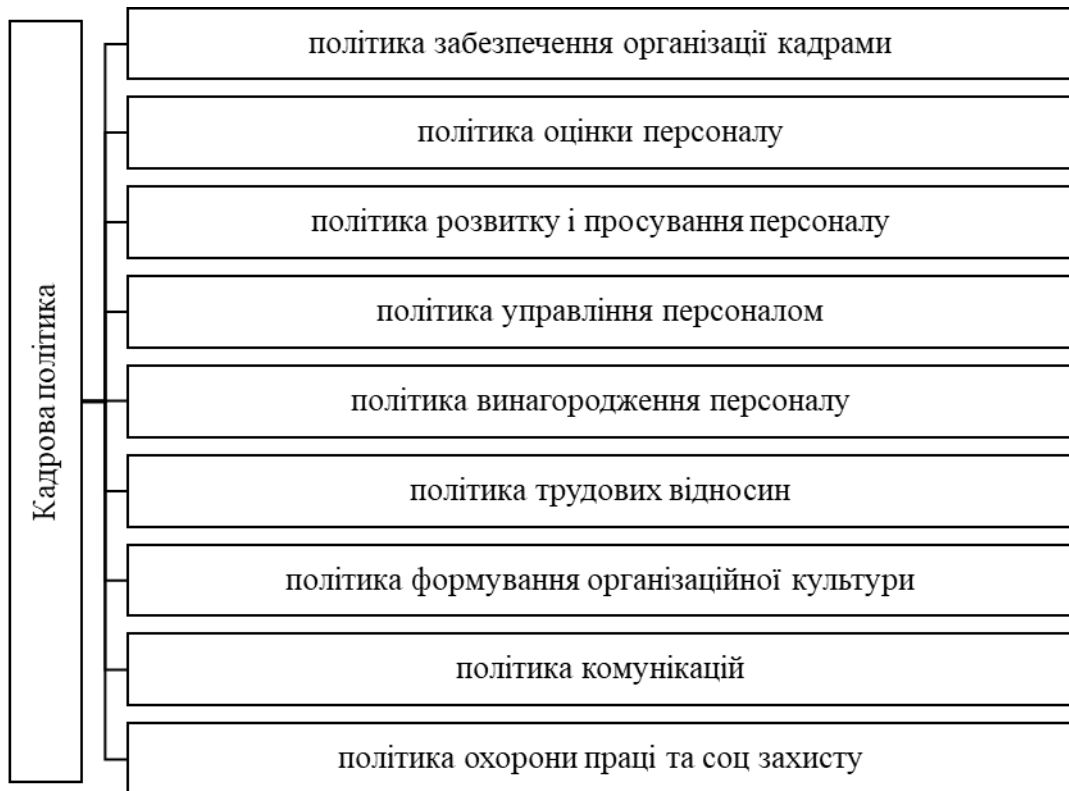 Кадрова політика
політика забезпечення організації кадрами
політика оцінки персоналу
політика розвитку і просування персоналу
політика управління персоналом
політика винагородження персоналу
політика трудових відносин
політика формування організаційної культури
політика комунікацій
політика охорони праці та соц захисту